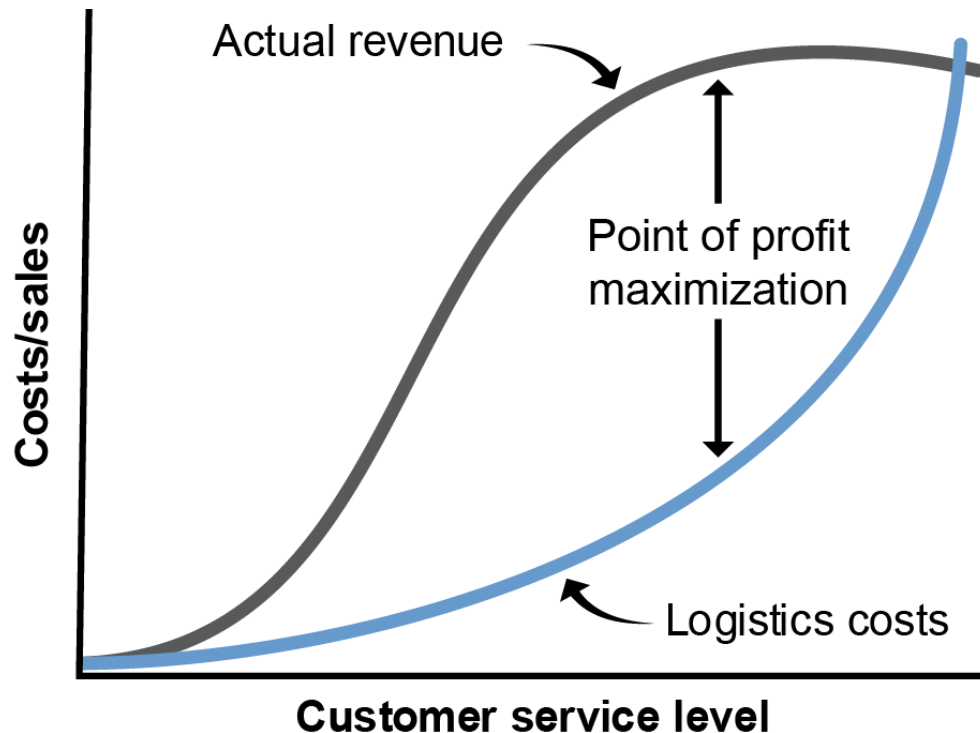 Actual revenue
Costs/sales
Point of profit
maximization
Logistics costs
Customer service level